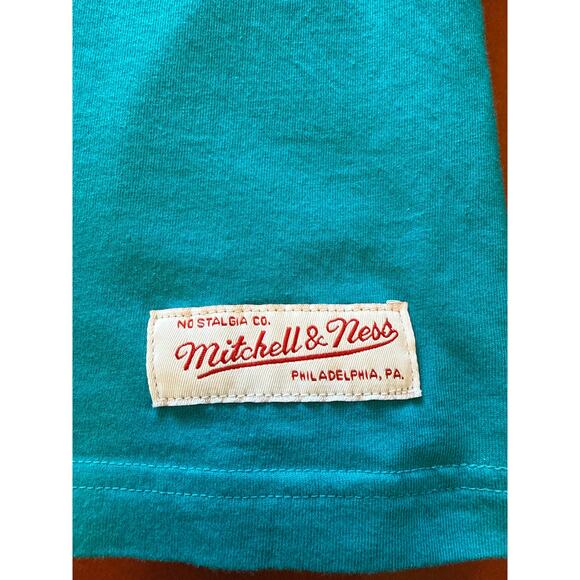 NOSTALGIA CO.
Mitchell & Ness
PHILADELPHIA, PA.